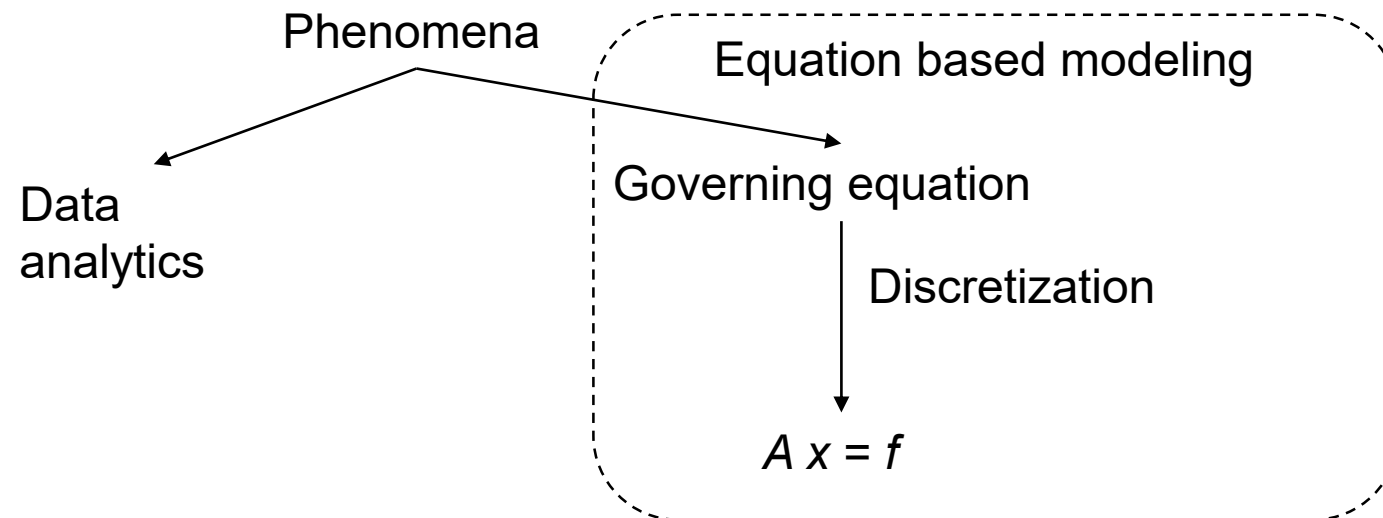 Phenomena
Equation based modeling
Data
analytics
Governing equation
Discretization
A x = f